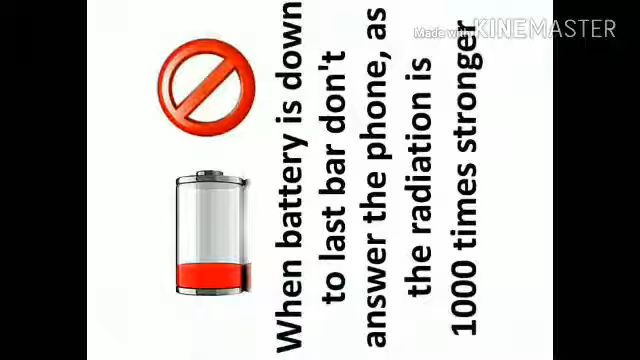 Made with KINEMASTER
When battery is down
to last bar don't
answer the phone, as
the radiation is
1000 times stronger